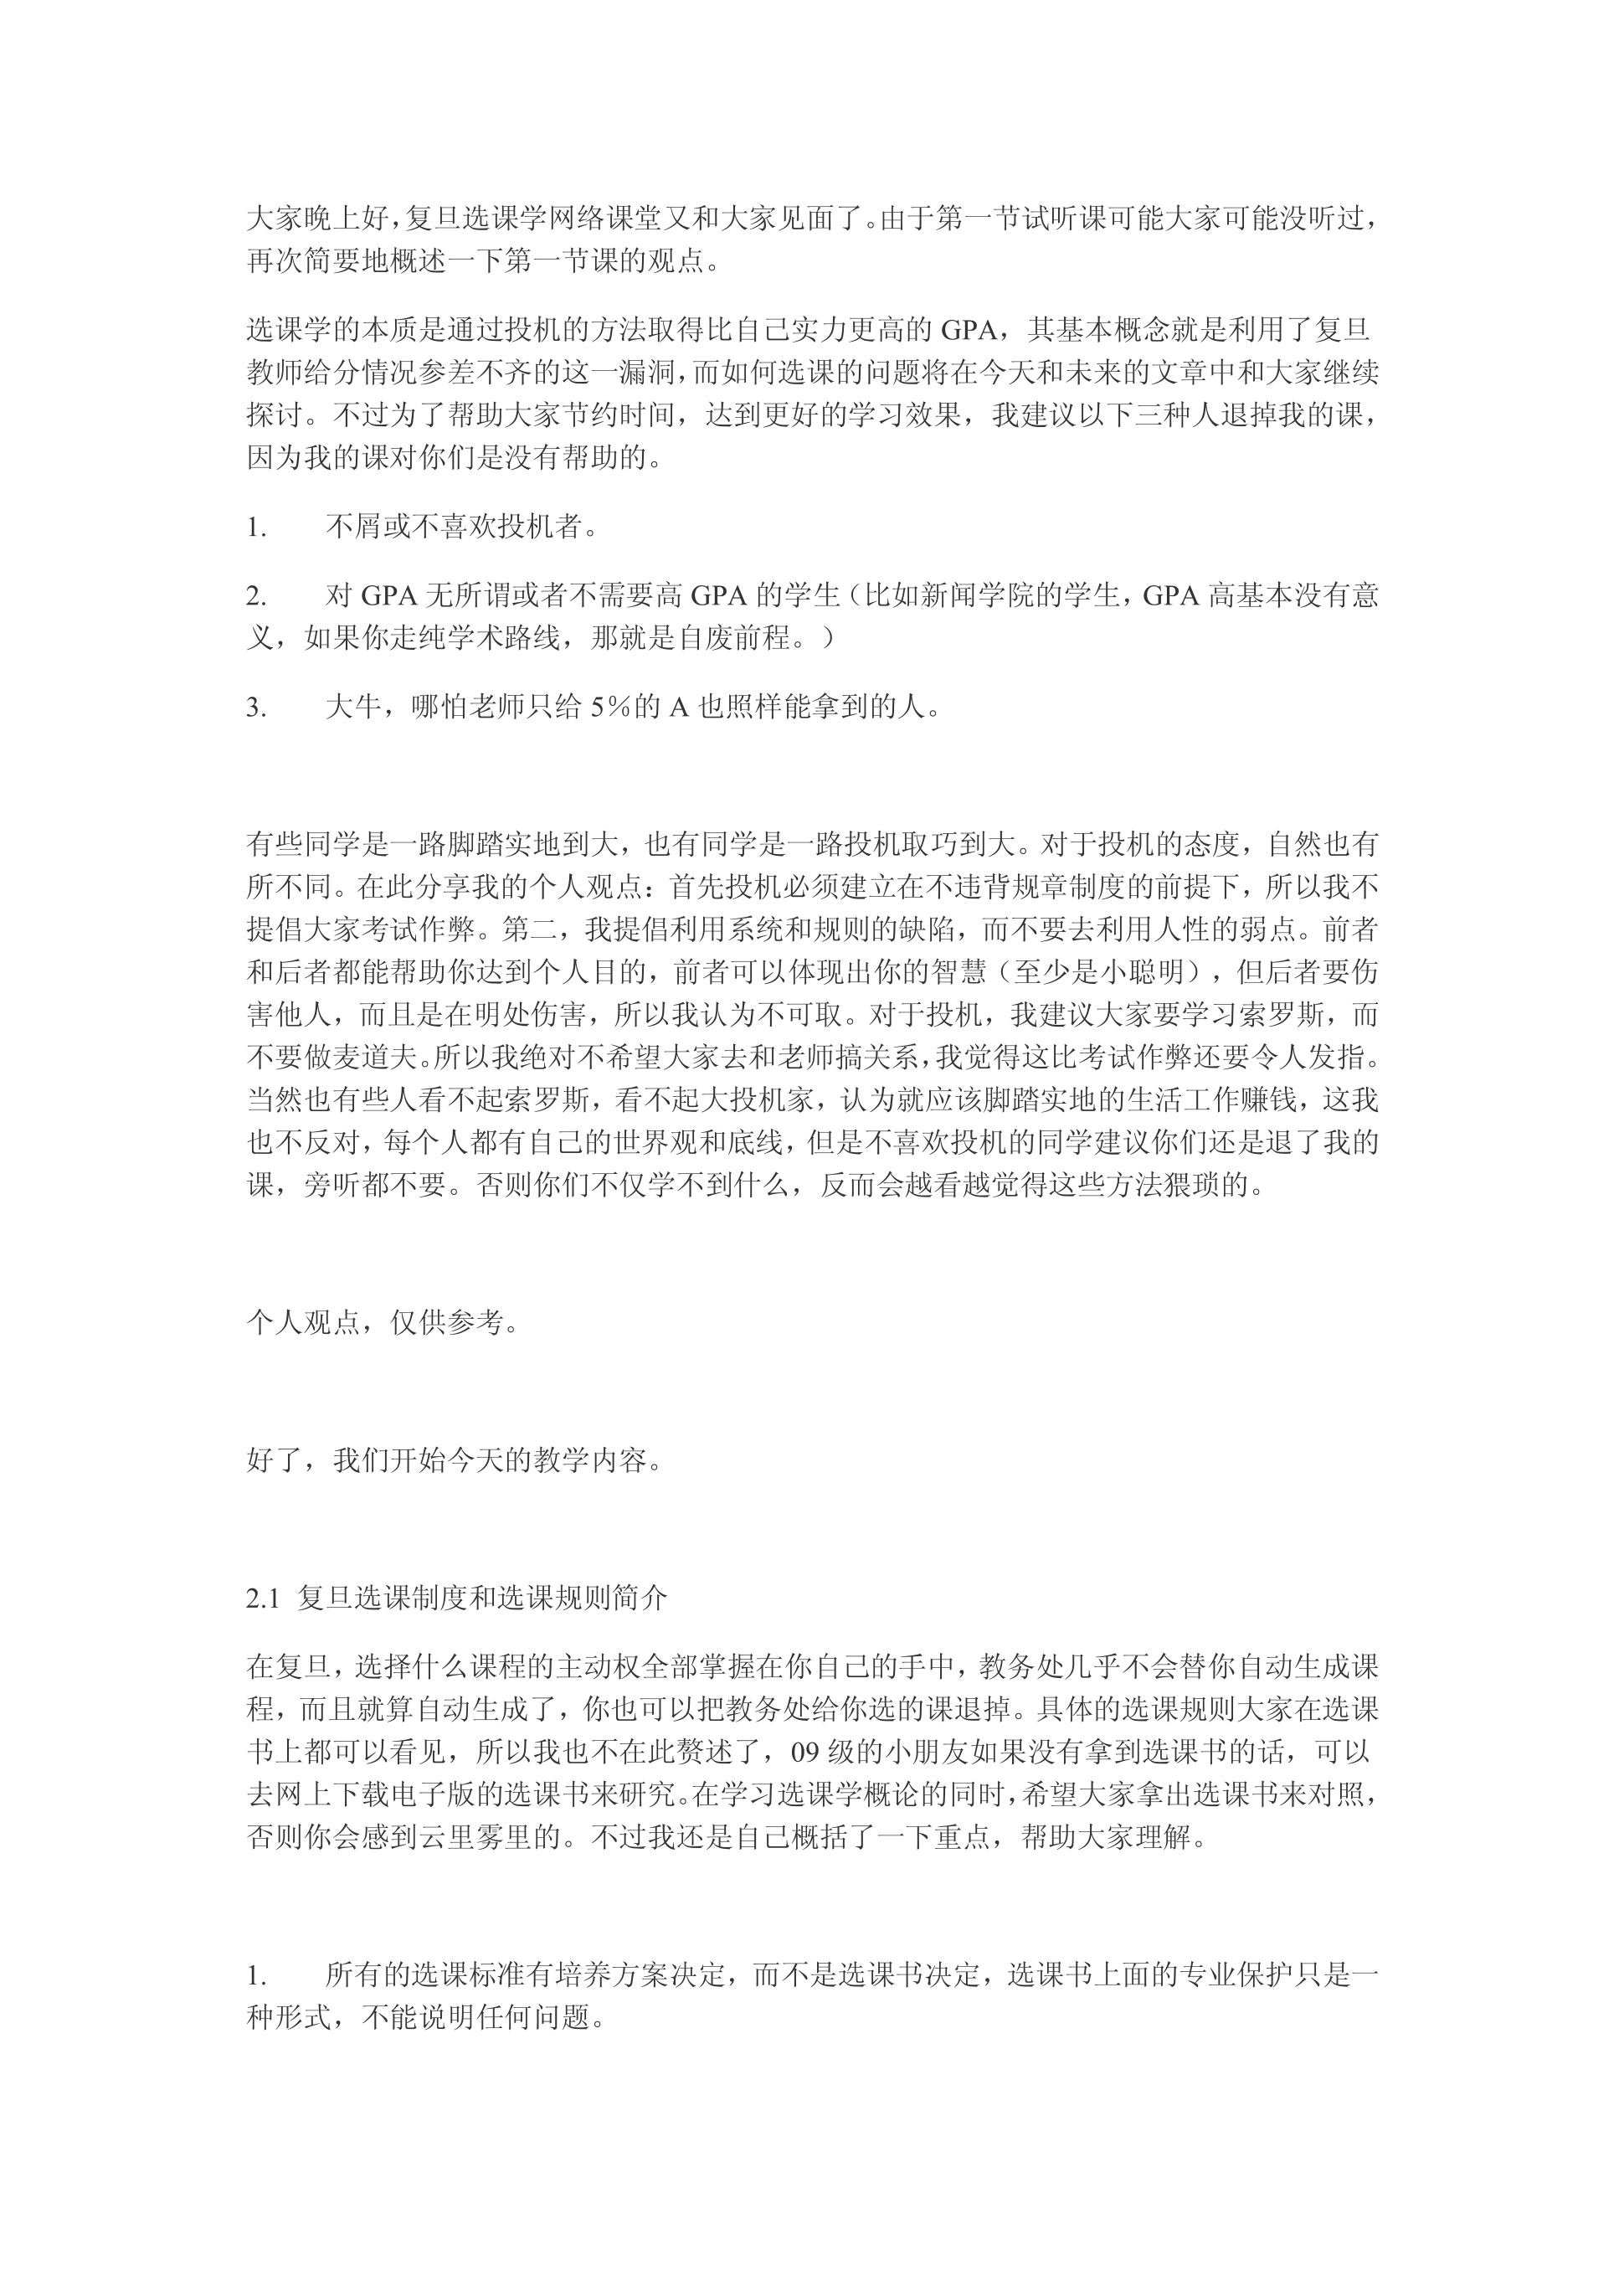 大家晚上好，复旦选课学网络课堂又和大家见面了。由于第一节试听课可能大家可能没听过，
再次简要地概述一下第一节课的观点。
选课学的本质是通过投机的方法取得比自己实力更高的 GPA，其基本概念就是利用了复旦
教师给分情况参差不齐的这一漏洞，而如何选课的问题将在今天和未来的文章中和大家继续
探讨。不过为了帮助大家节约时间，达到更好的学习效果，我建议以下三种人退掉我的课，
因为我的课对你们是没有帮助的。
1. 不屑或不喜欢投机者。
2. 对 GPA 无所谓或者不需要高 GPA 的学生（比如新闻学院的学生，GPA 高基本没有意
义，如果你走纯学术路线，那就是自废前程。）
3. 大牛，哪怕老师只给 5％的 A 也照样能拿到的人。
有些同学是一路脚踏实地到大，也有同学是一路投机取巧到大。对于投机的态度，自然也有
所不同。在此分享我的个人观点：首先投机必须建立在不违背规章制度的前提下，所以我不
提倡大家考试作弊。第二，我提倡利用系统和规则的缺陷，而不要去利用人性的弱点。前者
和后者都能帮助你达到个人目的，前者可以体现出你的智慧（至少是小聪明），但后者要伤
害他人，而且是在明处伤害，所以我认为不可取。对于投机，我建议大家要学习索罗斯，而
不要做麦道夫。所以我绝对不希望大家去和老师搞关系，我觉得这比考试作弊还要令人发指。
当然也有些人看不起索罗斯，看不起大投机家，认为就应该脚踏实地的生活工作赚钱，这我
也不反对，每个人都有自己的世界观和底线，但是不喜欢投机的同学建议你们还是退了我的
课，旁听都不要。否则你们不仅学不到什么，反而会越看越觉得这些方法猥琐的。
个人观点，仅供参考。
好了，我们开始今天的教学内容。
2.1 复旦选课制度和选课规则简介
在复旦，选择什么课程的主动权全部掌握在你自己的手中，教务处几乎不会替你自动生成课
程，而且就算自动生成了，你也可以把教务处给你选的课退掉。具体的选课规则大家在选课
书上都可以看见，所以我也不在此赘述了，09 级的小朋友如果没有拿到选课书的话，可以
去网上下载电子版的选课书来研究。在学习选课学概论的同时，希望大家拿出选课书来对照，
否则你会感到云里雾里的。不过我还是自己概括了一下重点，帮助大家理解。
1. 所有的选课标准有培养方案决定，而不是选课书决定，选课书上面的专业保护只是一
种形式，不能说明任何问题。